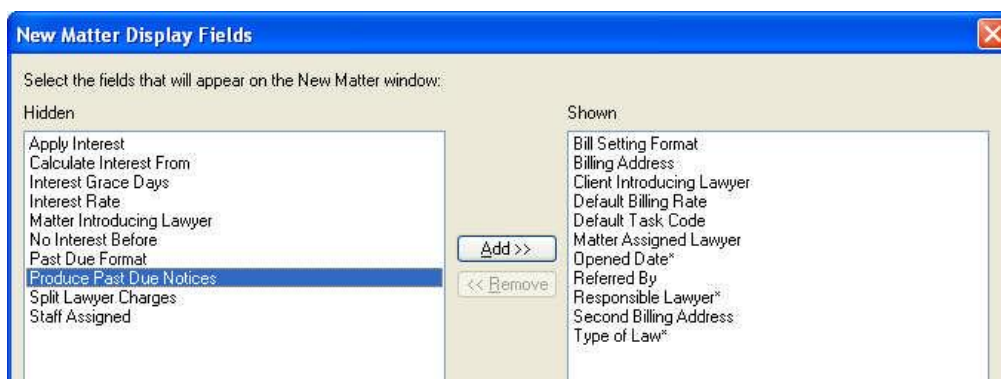 New Matter Display Fields
Select the fields that will appear on the New Matter window:
Hidden
Apply Interest
Calculate Interest From
Interest Grace Days
Interest Rate
Matter Introducing Lawyer
No Interest Before
Past Due Format
Produce Past Due Notices
Split Lawyer Charges
Staff Assigned
Add >>
<< Remove
Shown
Bill Setting Format
Billing Address
Client Introducing Lawyer
Default Billing Rate
Default Task Code
Matter Assigned Lawyer
Opened Date*
Referred By
Responsible Lawyer*
Second Billing Address
Type of Law*